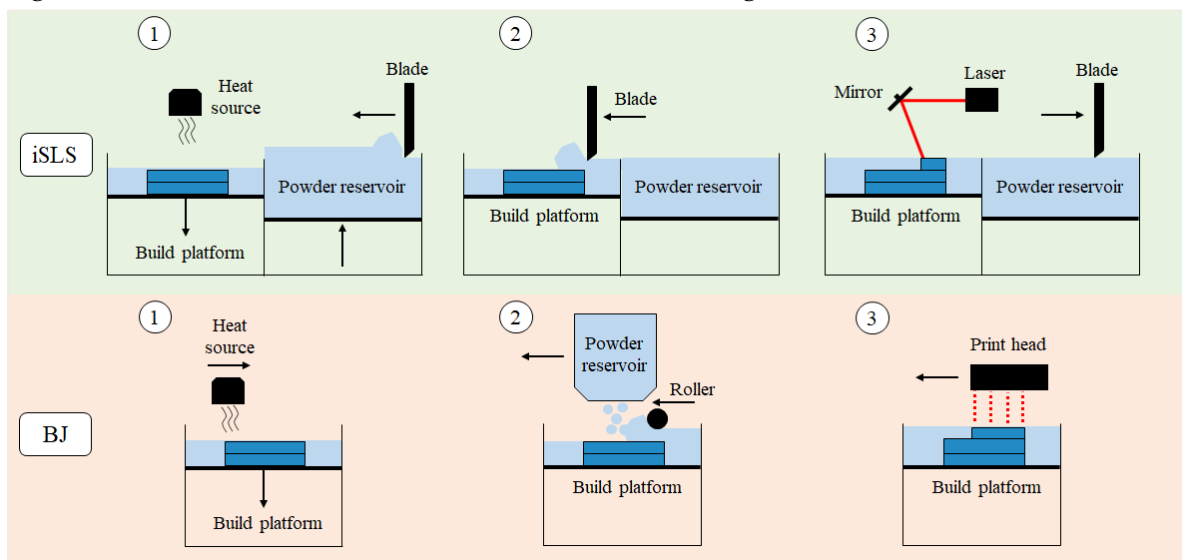 1
2
3
Heat
source
Blade
Blade
Mirror
Laser
Blade
iSLS
Powder reservoir
Build platform
Build platform
Powder reservoir
Build platform
Powder reservoir
1
2
3
Heat
source
Powder
reservoir
Roller
Print head
BJ
Build platform
Build platform
Build platform